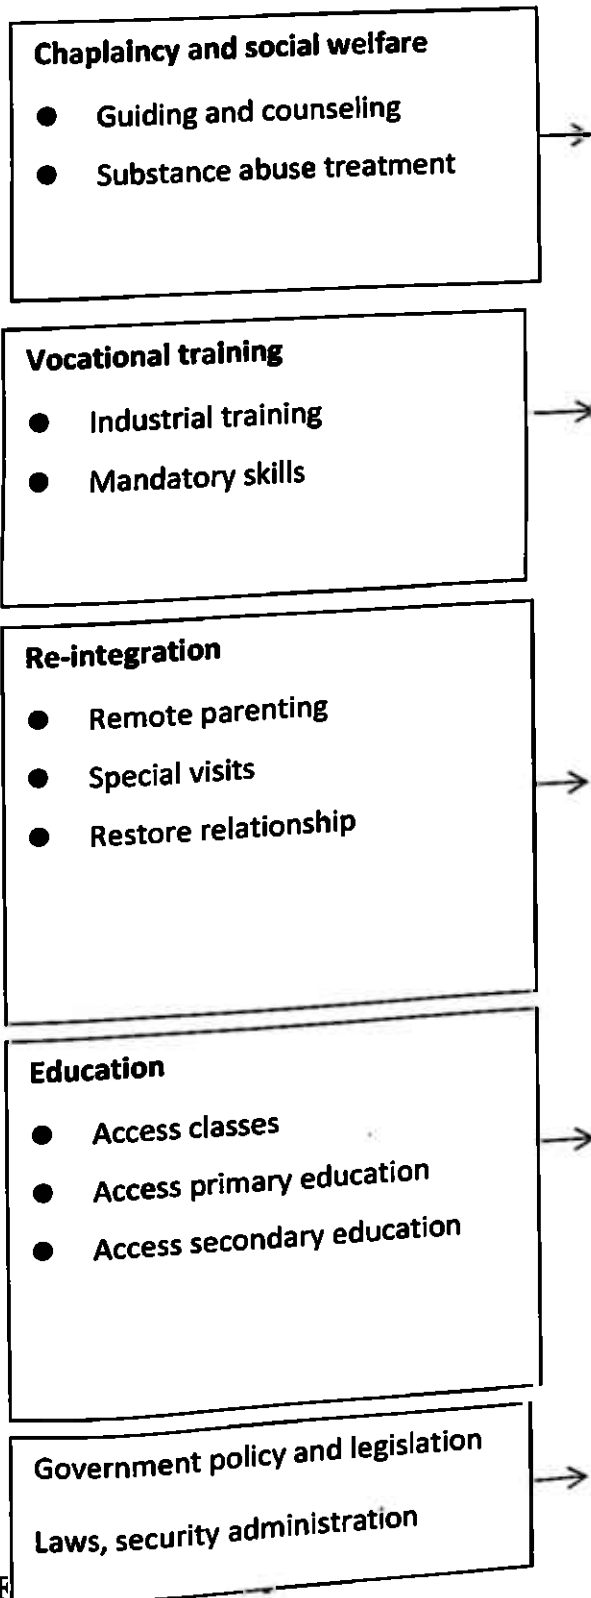 Chaplaincy and social welfare
● Guiding and counseling
● Substance abuse treatment
Vocational training
● Industrial training
● Mandatory skills
Re-integration
● Remote parenting
● Special visits
● Restore relationship
Education
● Access classes
● Access primary education
● Access secondary education
Government policy and legislation
Laws, security administration